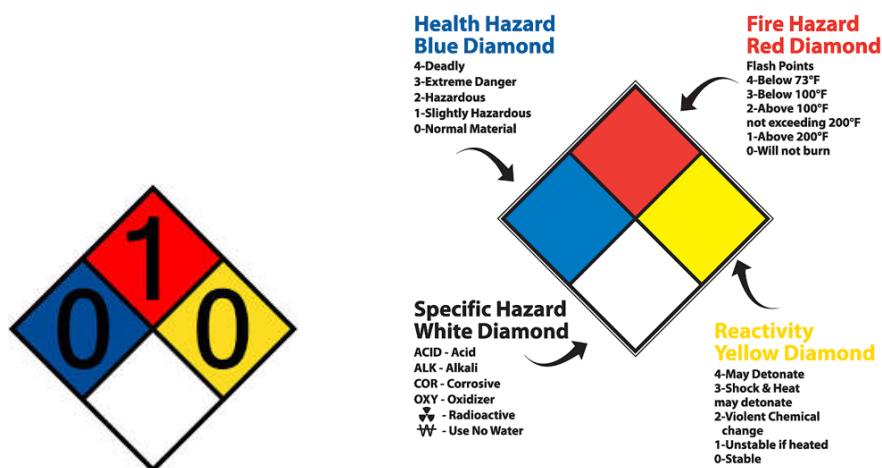 1
0 0
Health Hazard
Blue Diamond
4-Deadly
3-Extreme Danger
2-Hazardous
1-Slightly Hazardous
0-Normal Material
Fire Hazard
Red Diamond
Flash Points
4-Below 73°F
3-Below 100°F
2-Above 100°F
not exceeding 200°F
1-Above 200°F
0-Will not burn
Specific Hazard
White Diamond
ACID - Acid
ALK - Alkali
COR - Corrosive
OXY - Oxidizer
☢ - Radioactive
W̶ - Use No Water
Reactivity
Yellow Diamond
4-May Detonate
3-Shock & Heat
may detonate
2-Violent Chemical
change
1-Unstable if heated
0-Stable